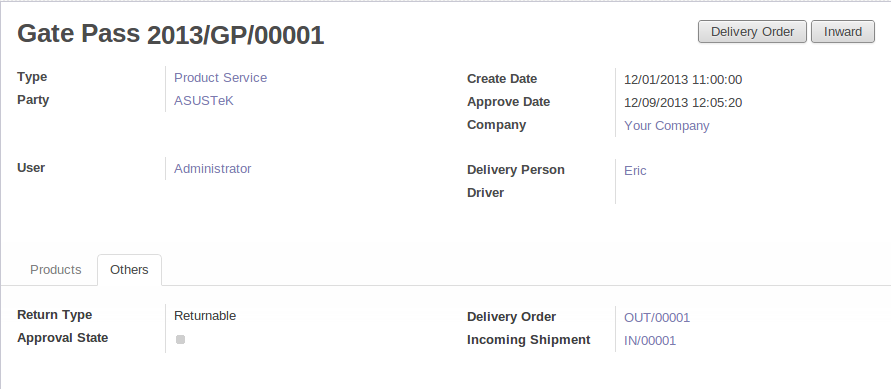 Gate Pass 2013/GP/00001
Delivery Order Inward
Type Product Service
Party ASUSTeK
Create Date 12/01/2013 11:00:00
Approve Date 12/09/2013 12:05:20
Company Your Company
User Administrator
Delivery Person Eric
Driver
Products Others
Return Type Returnable
Approval State
Delivery Order OUT/00001
Incoming Shipment IN/00001